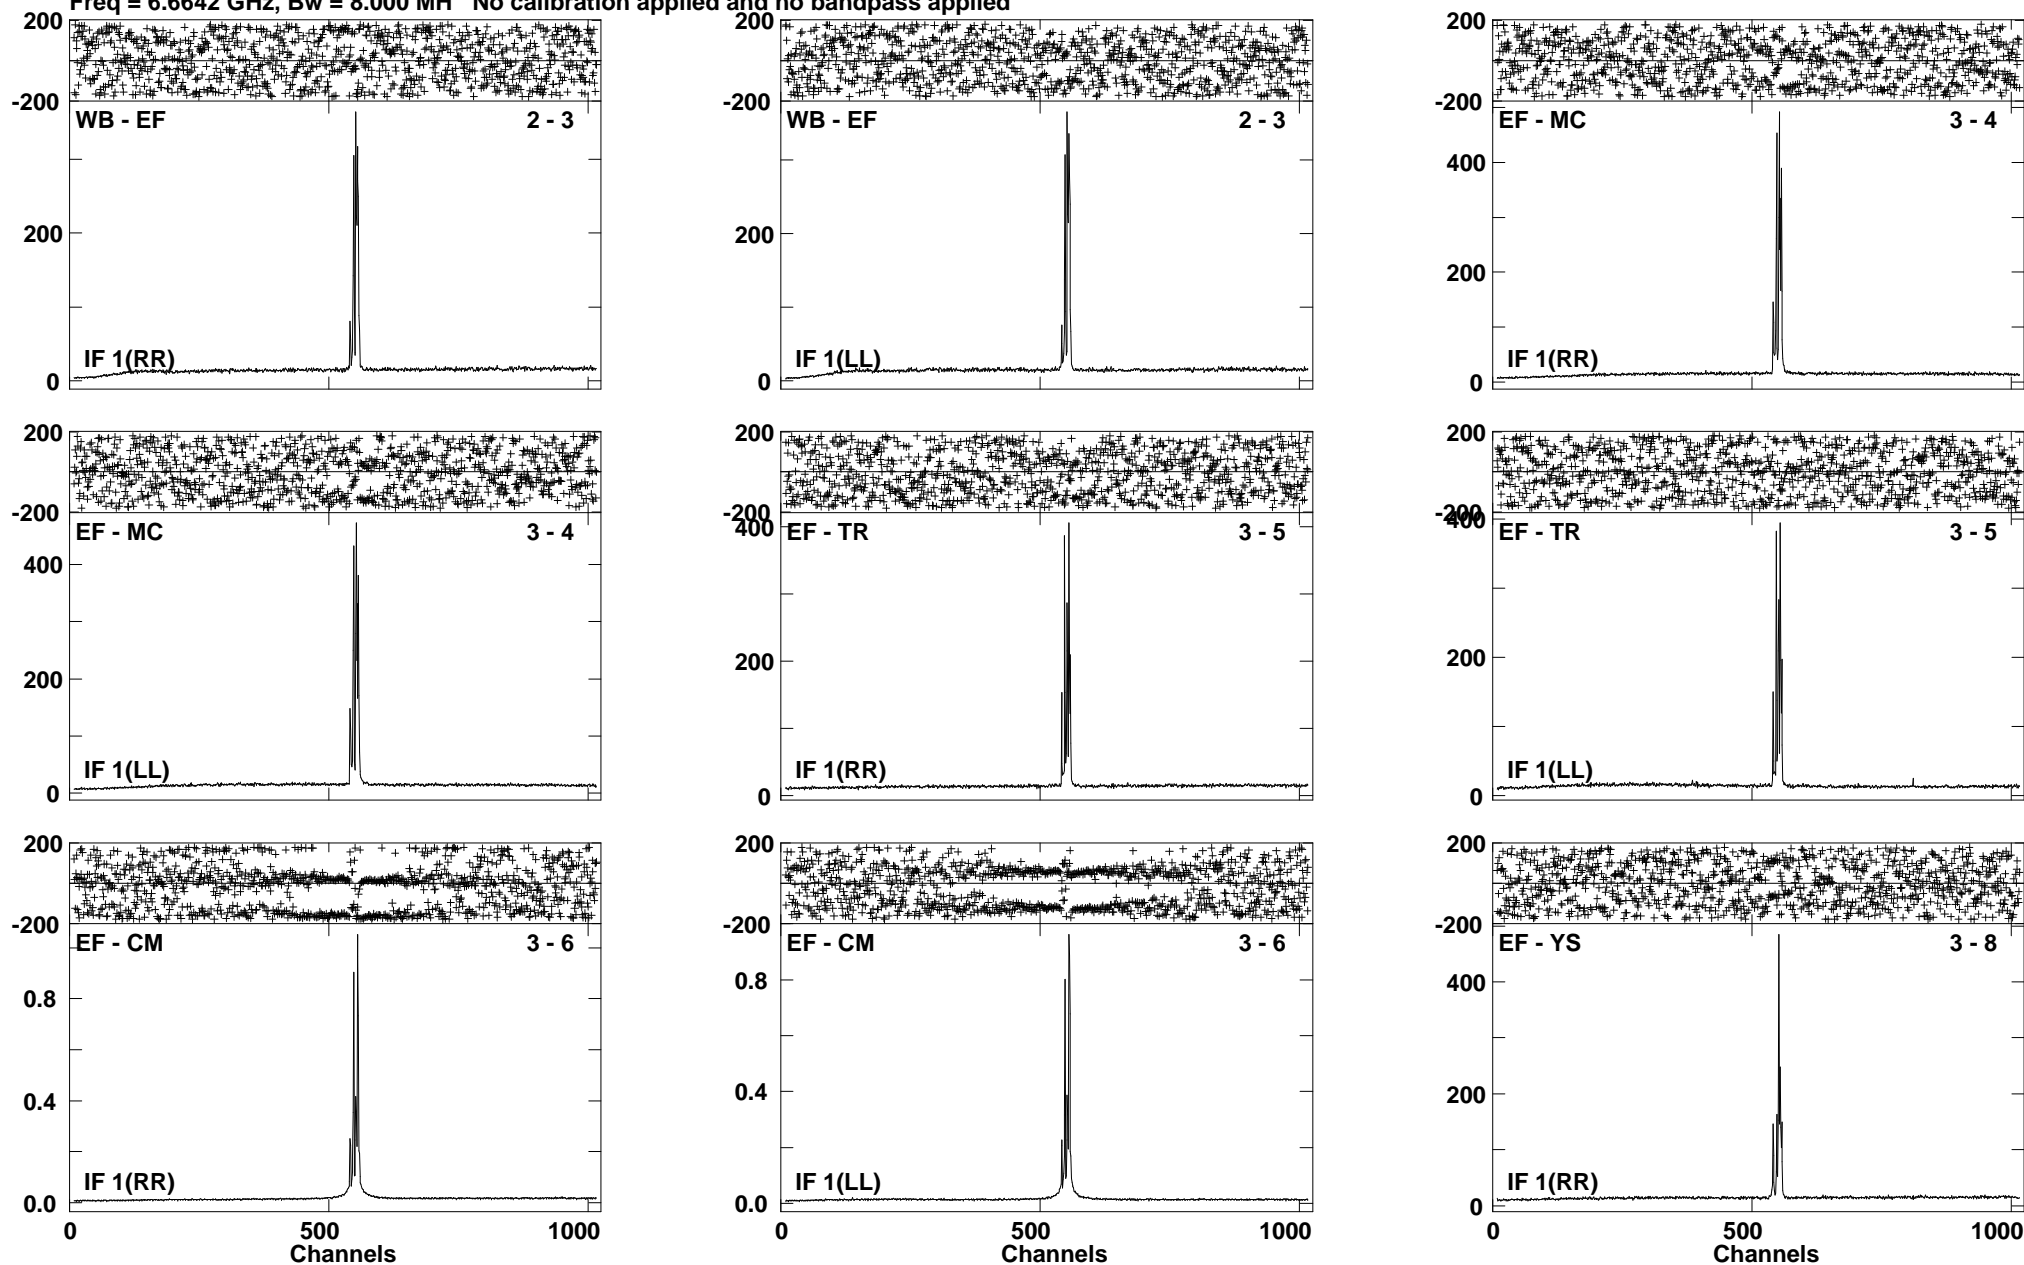 Freq = 6.6642 GHz, Bw = 8.000 MH No calibration applied and no bandpass applied
200
-200
WB - EF 2 - 3
200
IF 1(RR)
0
200
-200
WB - EF 2 - 3
200
IF 1(LL)
0
200
-200
EF - MC 3 - 4
400
200
IF 1(RR)
0
200
-200
EF - MC 3 - 4
400
200
IF 1(LL)
0
200
-200
400
EF - TR 3 - 5
200
IF 1(RR)
0
200
-200
400
EF - TR 3 - 5
200
IF 1(LL)
0
200
-200
EF - CM 3 - 6
0.8
0.4
IF 1(RR)
0.0
0 500 1000
Channels
200
-200
EF - CM 3 - 6
0.8
0.4
IF 1(LL)
0.0
0 500 1000
Channels
200
-200
EF - YS 3 - 8
400
200
IF 1(RR)
0
0 500 1000
Channels